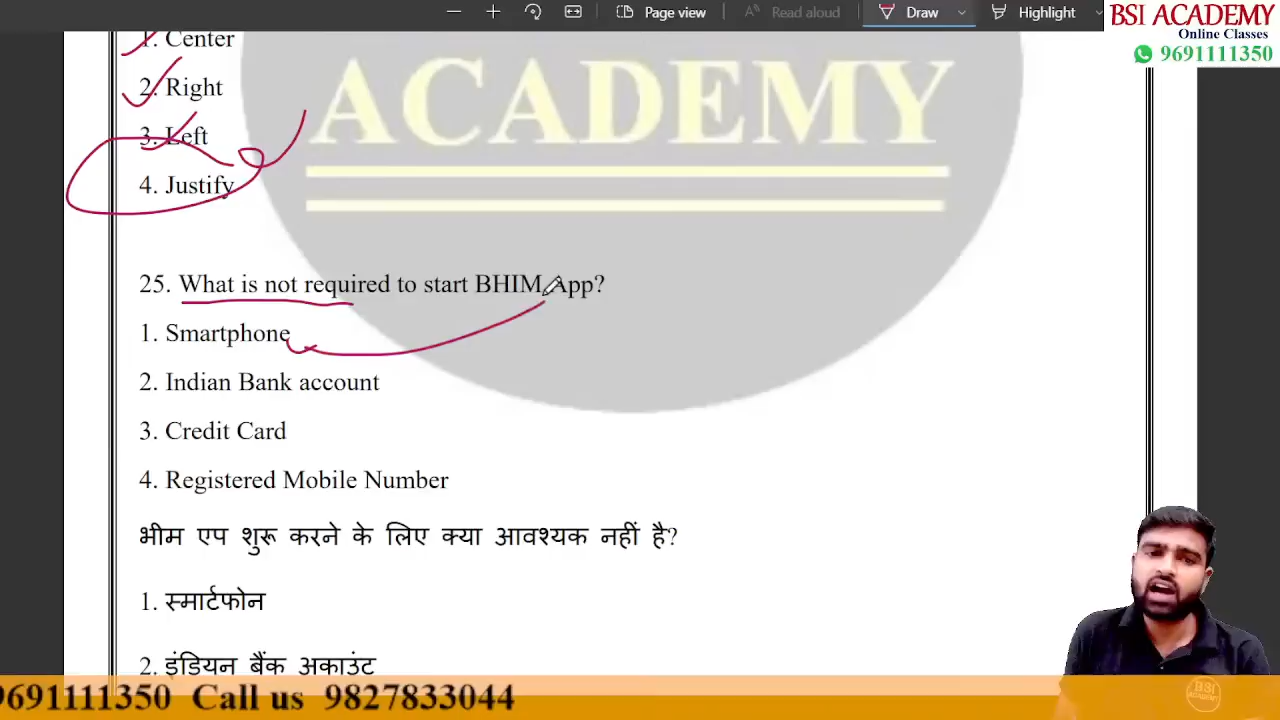 Page view
Read aloud
Draw
Highlight
BSI ACADEMY
Online Classes
9691111350
ACADEMY
1. Center
2. Right
3. Left
4. Justify
25. What is not required to start BHIM App?
1. Smartphone
2. Indian Bank account
3. Credit Card
4. Registered Mobile Number
भीम एप शुरू करने के लिए क्या आवश्यक नहीं है?
1. स्मार्टफोन
2. इंडियन बैंक अकाउंट
9691111350 Call us 9827833044
BSI
ACADEMY